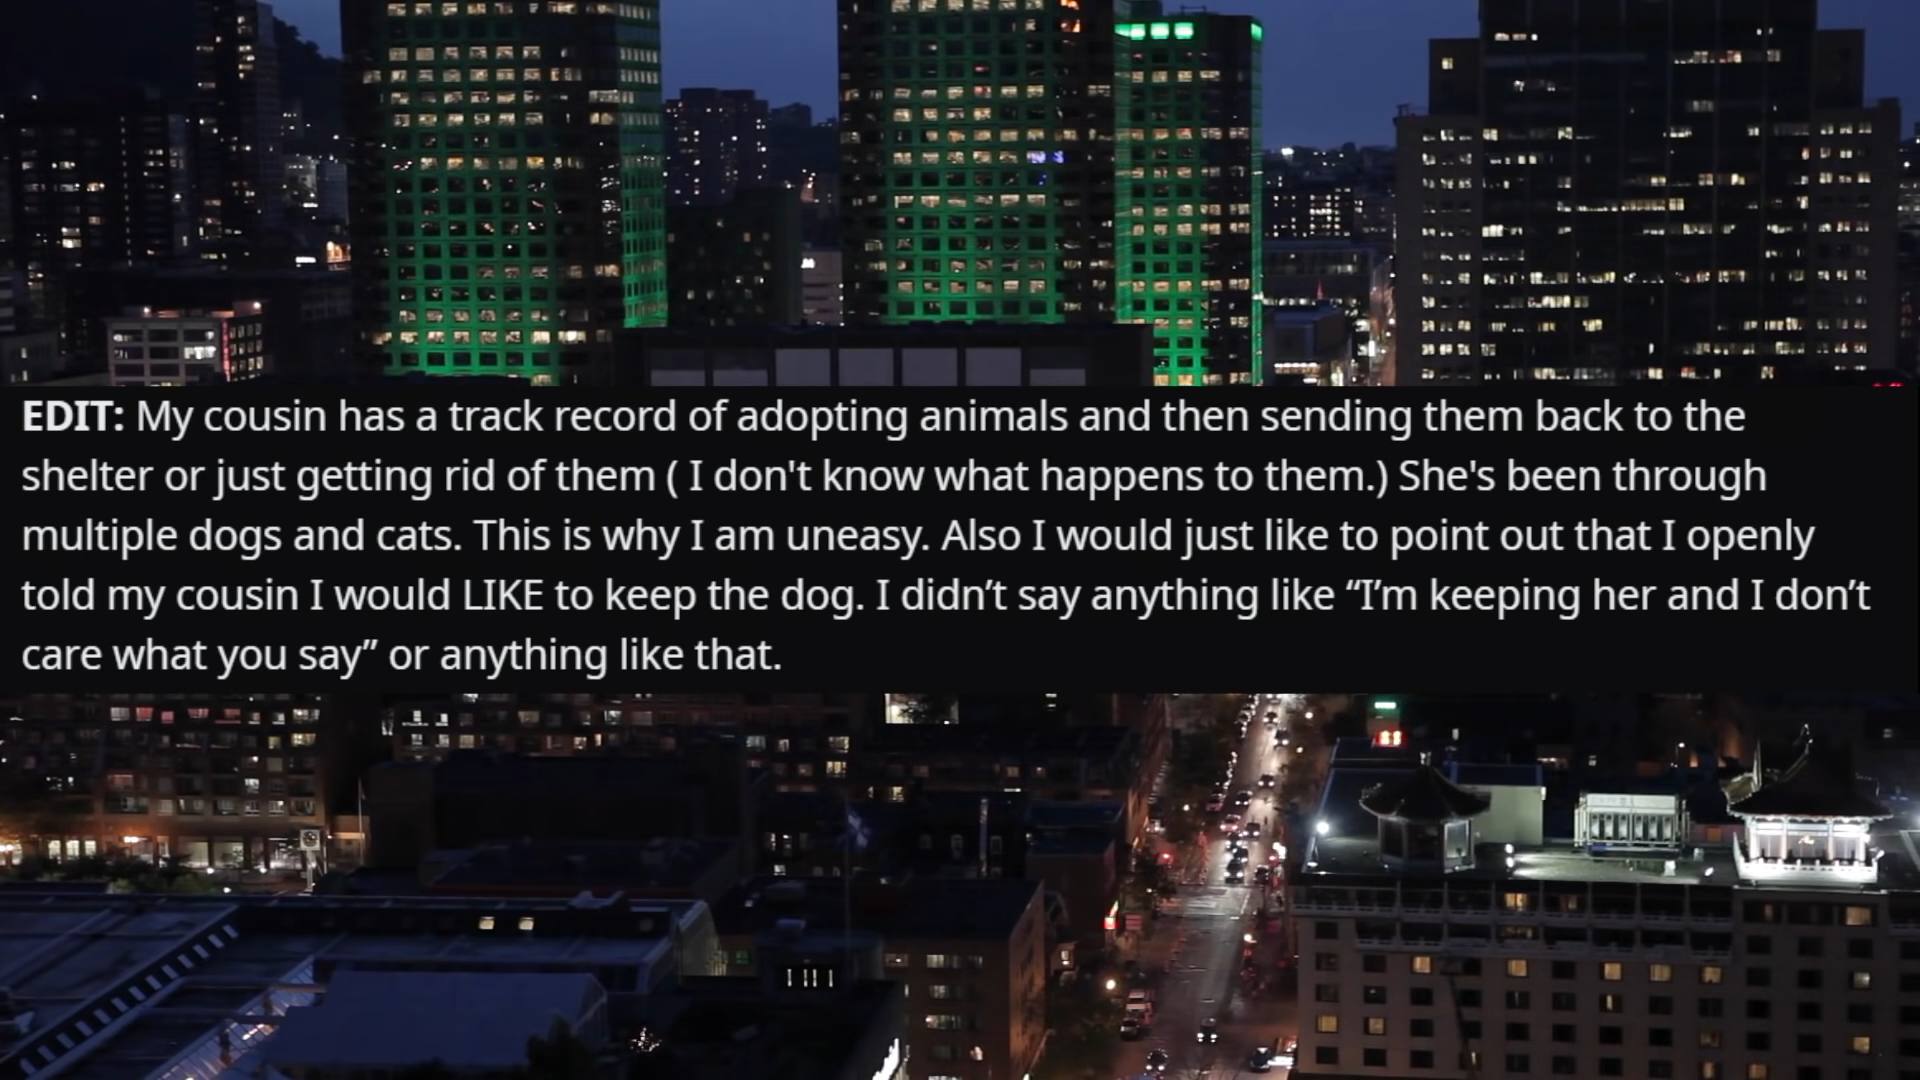 EDIT: My cousin has a track record of adopting animals and then sending them back to the
shelter or just getting rid of them ( I don't know what happens to them.) She's been through
multiple dogs and cats. This is why I am uneasy. Also I would just like to point out that I openly
told my cousin I would LIKE to keep the dog. I didn’t say anything like “I’m keeping her and I don’t
care what you say” or anything like that.